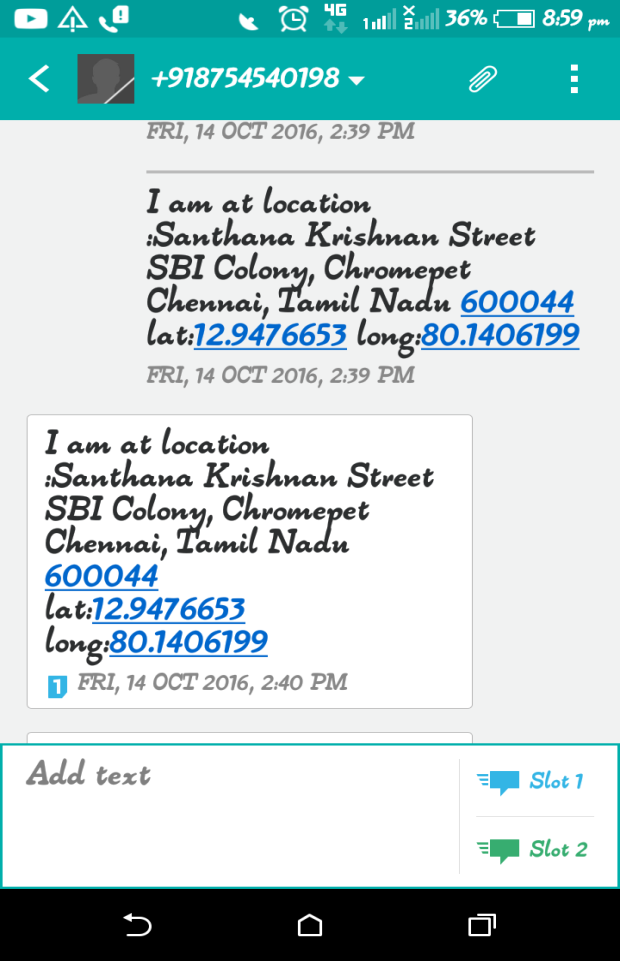 4G 1 2 36% 8:59 pm
+918754540198
FRI, 14 OCT 2016, 2:39 PM
I am at location
:Santhana Krishnan Street
SBI Colony, Chromepet
Chennai, Tamil Nadu 600044
lat:12.9476653 long:80.1406199
FRI, 14 OCT 2016, 2:39 PM
I am at location
:Santhana Krishnan Street
SBI Colony, Chromepet
Chennai, Tamil Nadu
600044
lat:12.9476653
long:80.1406199
1 FRI, 14 OCT 2016, 2:40 PM
Add text
Slot 1
Slot 2